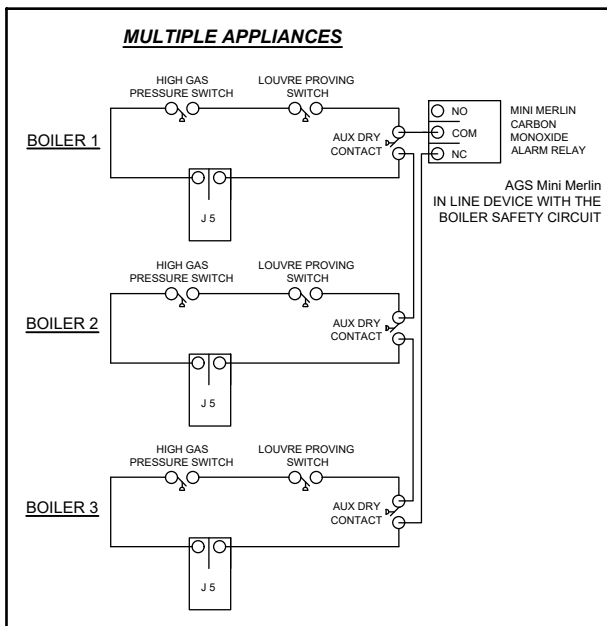 MULTIPLE APPLIANCES
HIGH GAS
PRESSURE SWITCH
LOUVRE PROVING
SWITCH
BOILER 1
AUX DRY
CONTACT
J 5
NO
COM
NC
MINI MERLIN
CARBON
MONOXIDE
ALARM RELAY
AGS Mini Merlin
IN LINE DEVICE WITH THE
BOILER SAFETY CIRCUIT
HIGH GAS
PRESSURE SWITCH
LOUVRE PROVING
SWITCH
BOILER 2
AUX DRY
CONTACT
J 5
HIGH GAS
PRESSURE SWITCH
LOUVRE PROVING
SWITCH
BOILER 3
AUX DRY
CONTACT
J 5